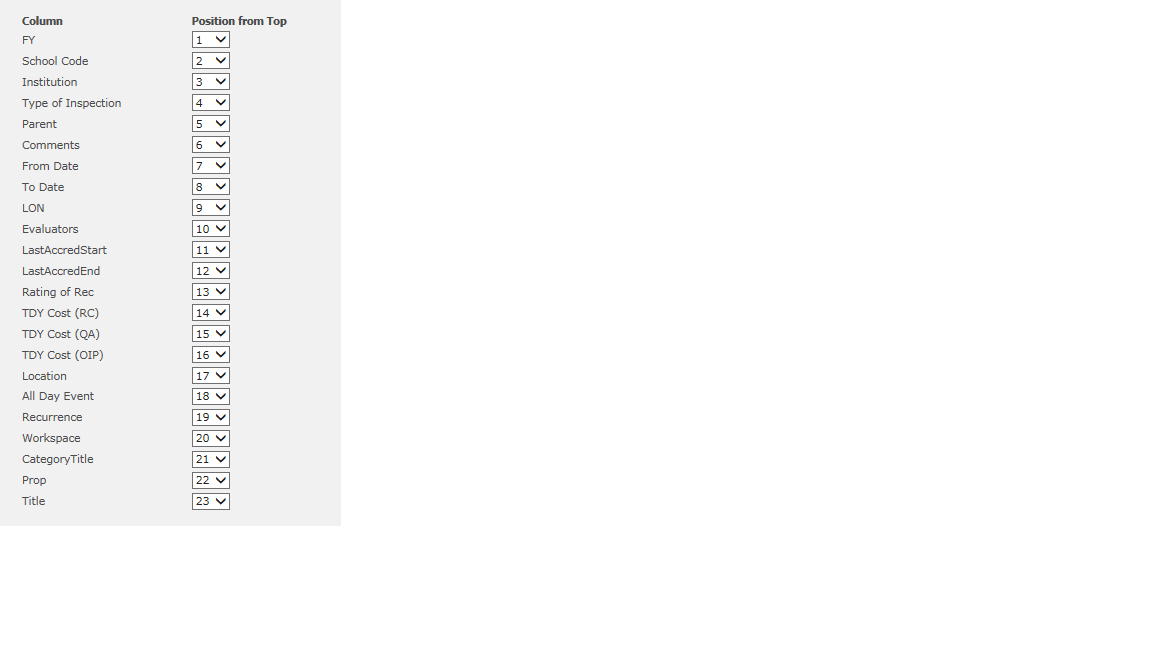 Column Position from Top
FY 1
School Code 2
Institution 3
Type of Inspection 4
Parent 5
Comments 6
From Date 7
To Date 8
LON 9
Evaluators 10
LastAccredStart 11
LastAccredEnd 12
Rating of Rec 13
TDY Cost (RC) 14
TDY Cost (QA) 15
TDY Cost (OIP) 16
Location 17
All Day Event 18
Recurrence 19
Workspace 20
CategoryTitle 21
Prop 22
Title 23